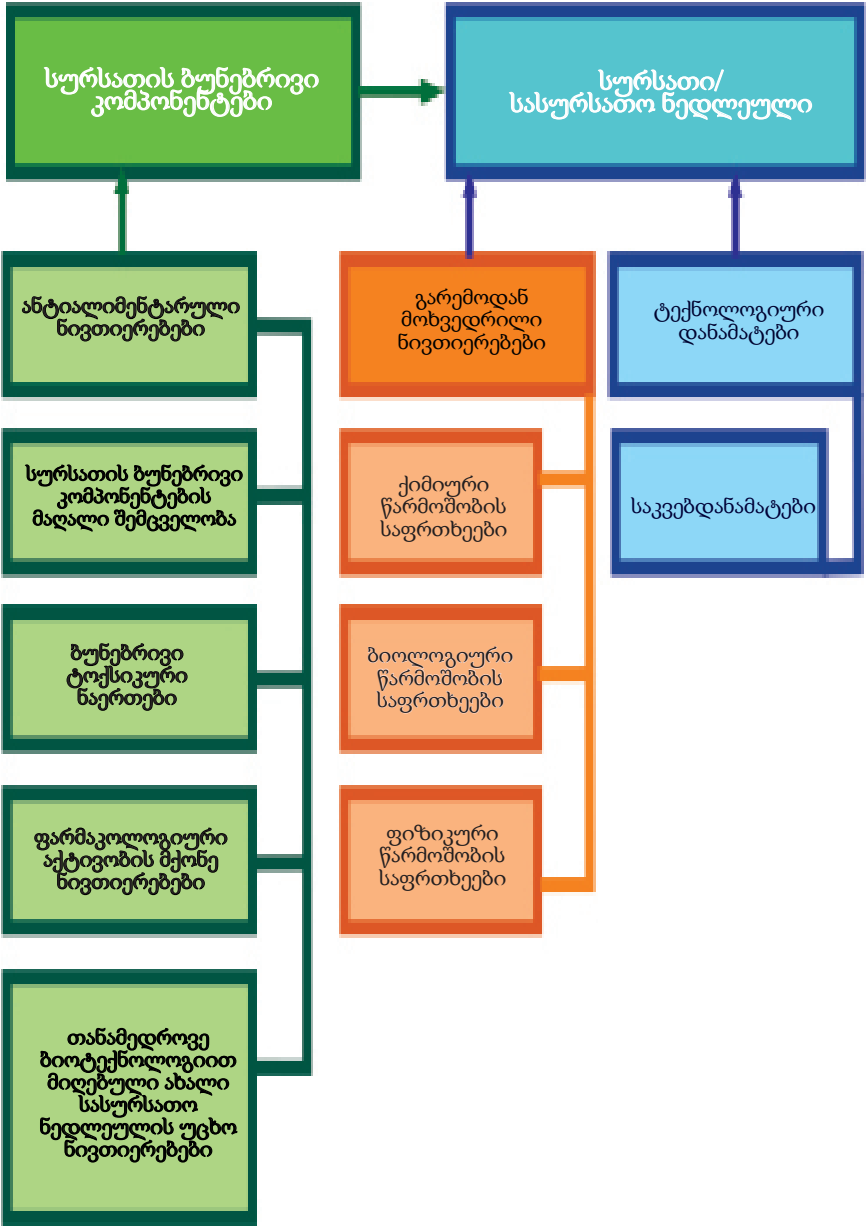 სურსათის ბუნებრივი
კომპონენტები
სურსათი/
სასურსათო ნედლეული
ანტიალიმენტარული
ნივთიერებები
გარემოდან
მოხვედრილი
ნივთიერებები
ტექნოლოგიური
დანამატები
სურსათის ბუნებრივი
კომპონენტების
მაღალი შემცველობა
ქიმიური
წარმოშობის
საფრთხეები
საკვებდანამატები
ბუნებრივი
ტოქსიკური
ნაერთები
ბიოლოგიური
წარმოშობის
საფრთხეები
ფარმაკოლოგიური
აქტივობის მქონე
ნივთიერებები
ფიზიკური
წარმოშობის
საფრთხეები
თანამედროვე
ბიოტექნოლოგიით
მიღებული ახალი
სასურსათო
ნედლეულის უცხო
ნივთიერებები